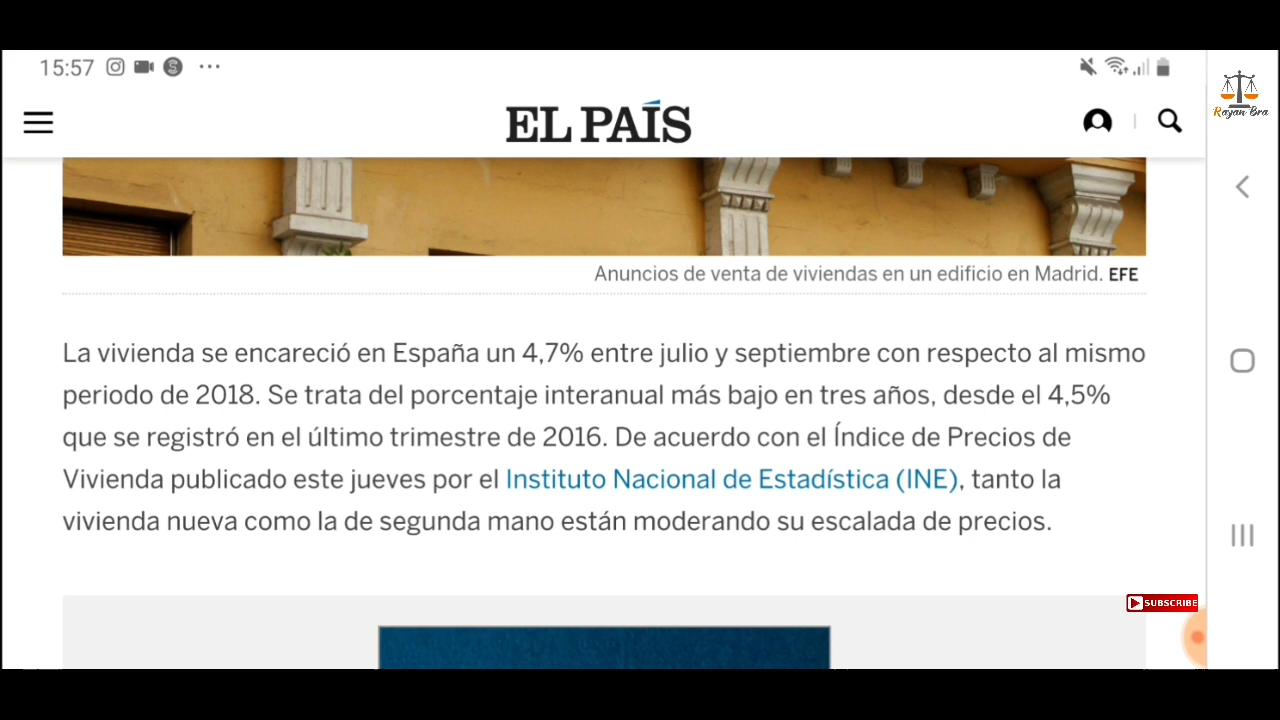 15:57
Rayan Bra
EL PAÍS
Anuncios de venta de viviendas en un edificio en Madrid. EFE
La vivienda se encareció en España un 4,7% entre julio y septiembre con respecto al mismo
periodo de 2018. Se trata del porcentaje interanual más bajo en tres años, desde el 4,5%
que se registró en el último trimestre de 2016. De acuerdo con el Índice de Precios de
Vivienda publicado este jueves por el Instituto Nacional de Estadística (INE), tanto la
vivienda nueva como la de segunda mano están moderando su escalada de precios.
SUBSCRIBE